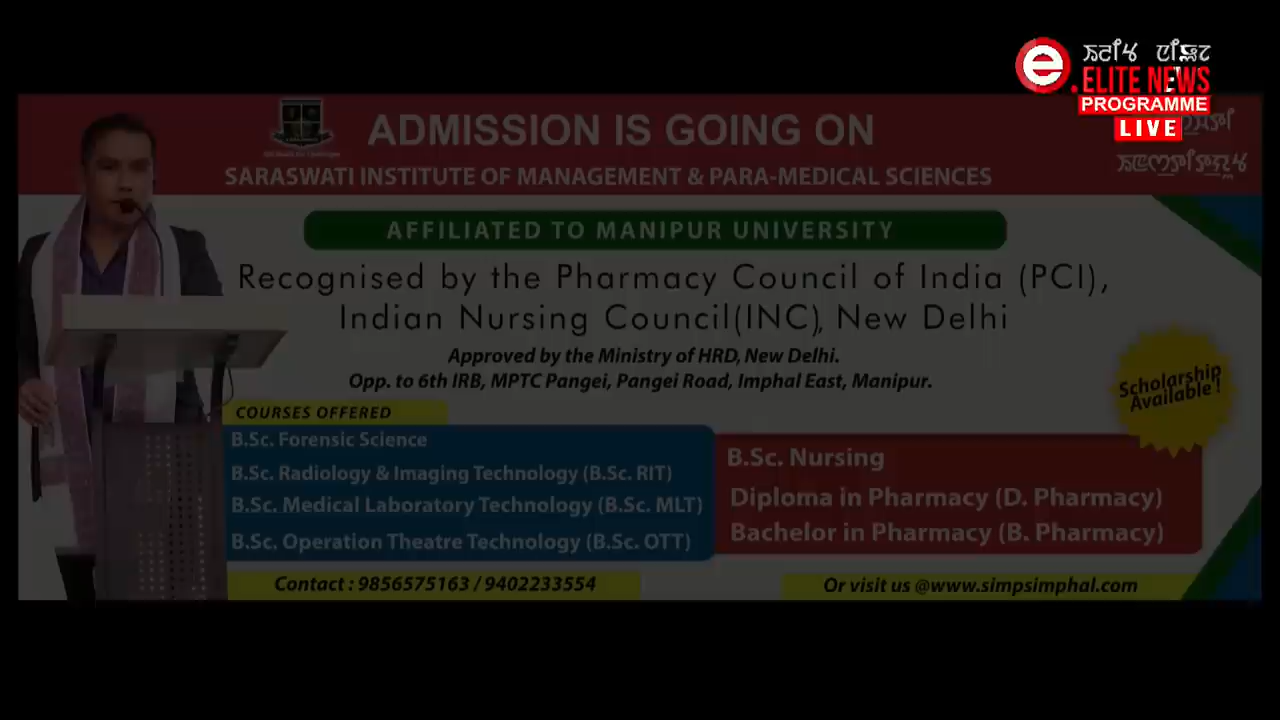 ꯏꯂꯥꯏꯠ ꯅꯤꯎꯖ
e. ELITE NEWS
PROGRAMME
LIVE
ADMISSION IS GOING ON
SARASWATI INSTITUTE OF MANAGEMENT & PARA-MEDICAL SCIENCES
AFFILIATED TO MANIPUR UNIVERSITY
Recognised by the Pharmacy Council of India (PCI),
Indian Nursing Council(INC), New Delhi
Approved by the Ministry of HRD, New Delhi.
Opp. to 6th IRB, MPTC Pangei, Pangei Road, Imphal East, Manipur.
Scholarship
Available !
COURSES OFFERED
B.Sc. Forensic Science
B.Sc. Radiology & Imaging Technology (B.Sc. RIT)
B.Sc. Medical Laboratory Technology (B.Sc. MLT)
B.Sc. Operation Theatre Technology (B.Sc. OTT)
B.Sc. Nursing
Diploma in Pharmacy (D. Pharmacy)
Bachelor in Pharmacy (B. Pharmacy)
Contact : 9856575163 / 9402233554
Or visit us @www.simpsimphal.com